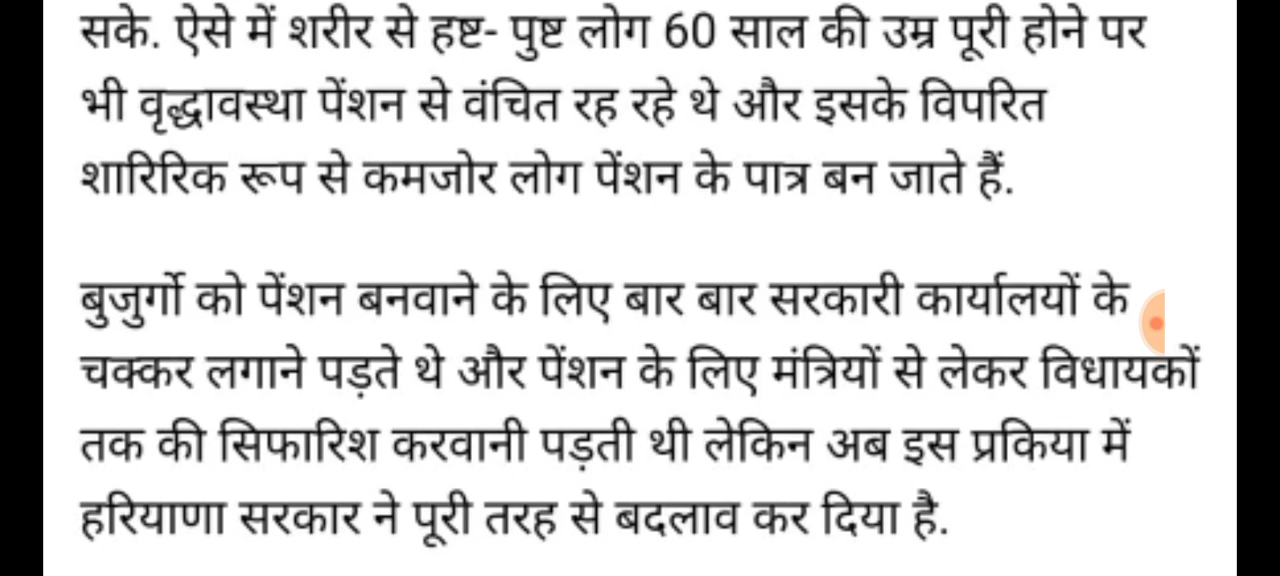 सके. ऐसे में शरीर से हष्ट- पुष्ट लोग 60 साल की उम्र पूरी होने पर
भी वृद्धावस्था पेंशन से वंचित रह रहे थे और इसके विपरित
शारिरिक रूप से कमजोर लोग पेंशन के पात्र बन जाते हैं.
बुजुर्गो को पेंशन बनवाने के लिए बार बार सरकारी कार्यालयों के
चक्कर लगाने पड़ते थे और पेंशन के लिए मंत्रियों से लेकर विधायकों
तक की सिफारिश करवानी पड़ती थी लेकिन अब इस प्रकिया में
हरियाणा सरकार ने पूरी तरह से बदलाव कर दिया है.